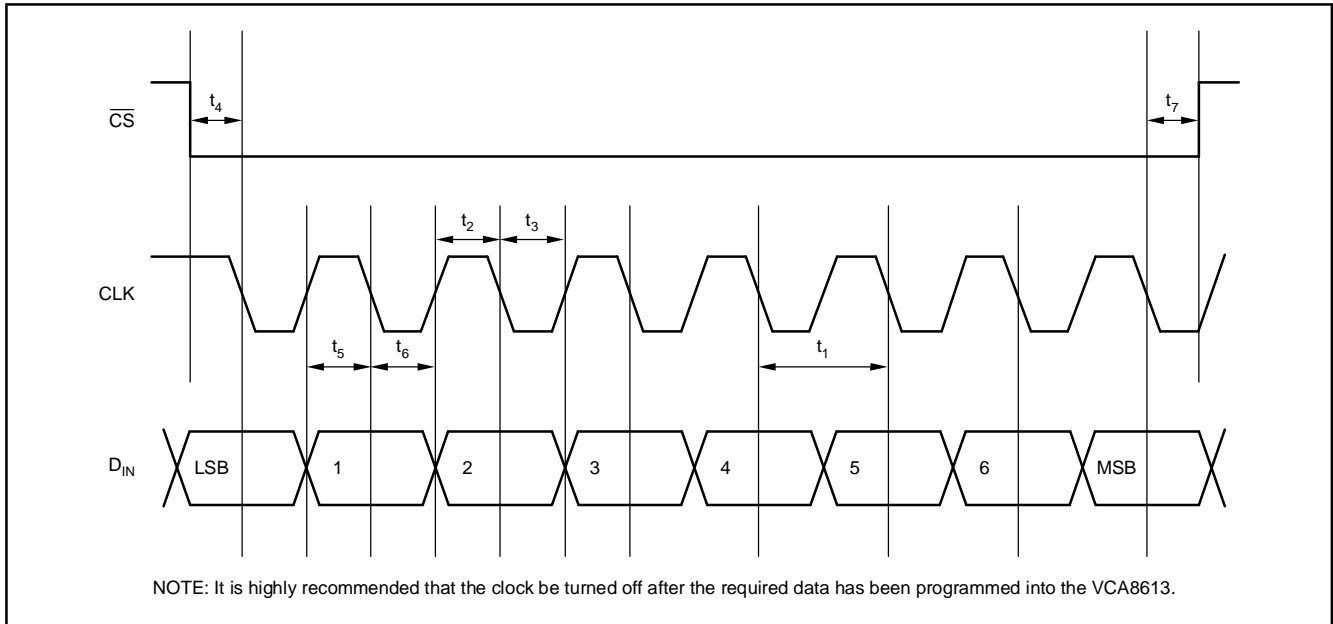 t4
t7
CS
t2
t3
CLK
t5
t6
t1
DIN
LSB
1
2
3
4
5
6
MSB
NOTE: It is highly recommended that the clock be turned off after the required data has been programmed into the VCA8613.